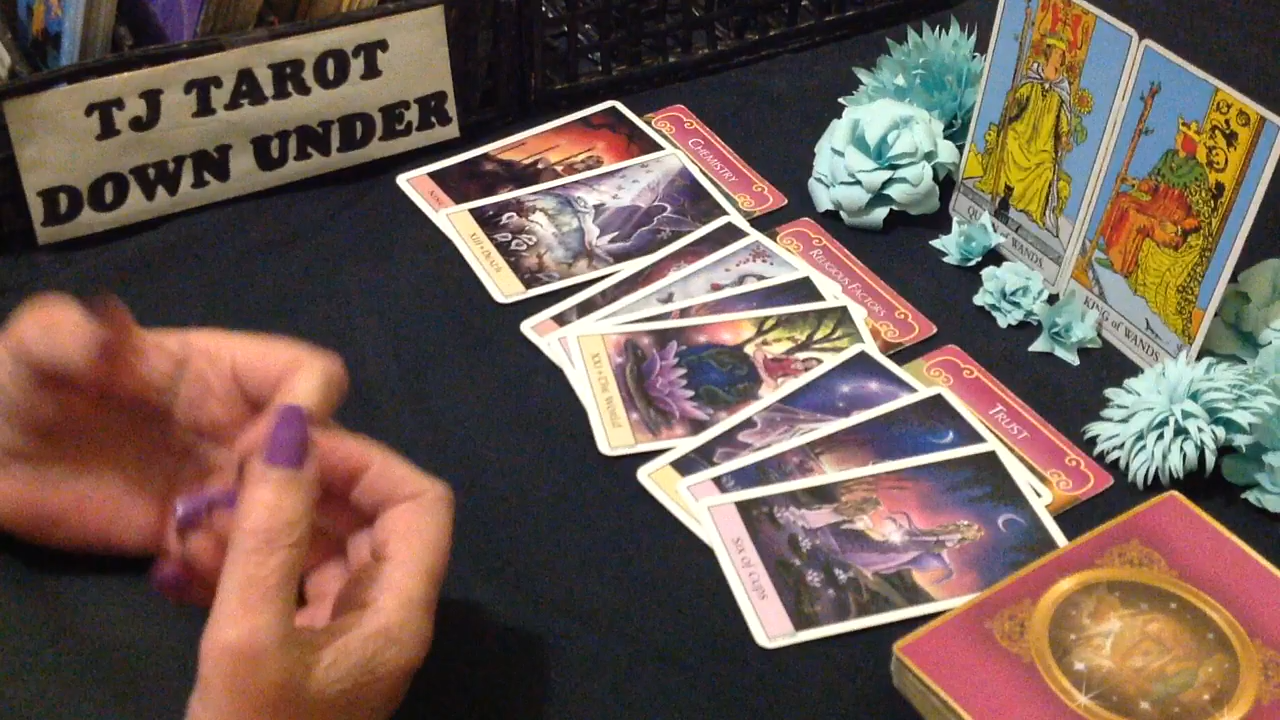 TJ TAROT
DOWN UNDER
CHEMISTRY
XIII • DEATH
RELIGIOUS FACTORS
XXI • THE WORLD
TRUST
SIX OF CUPS
QUEEN of WANDS.
KING of WANDS.